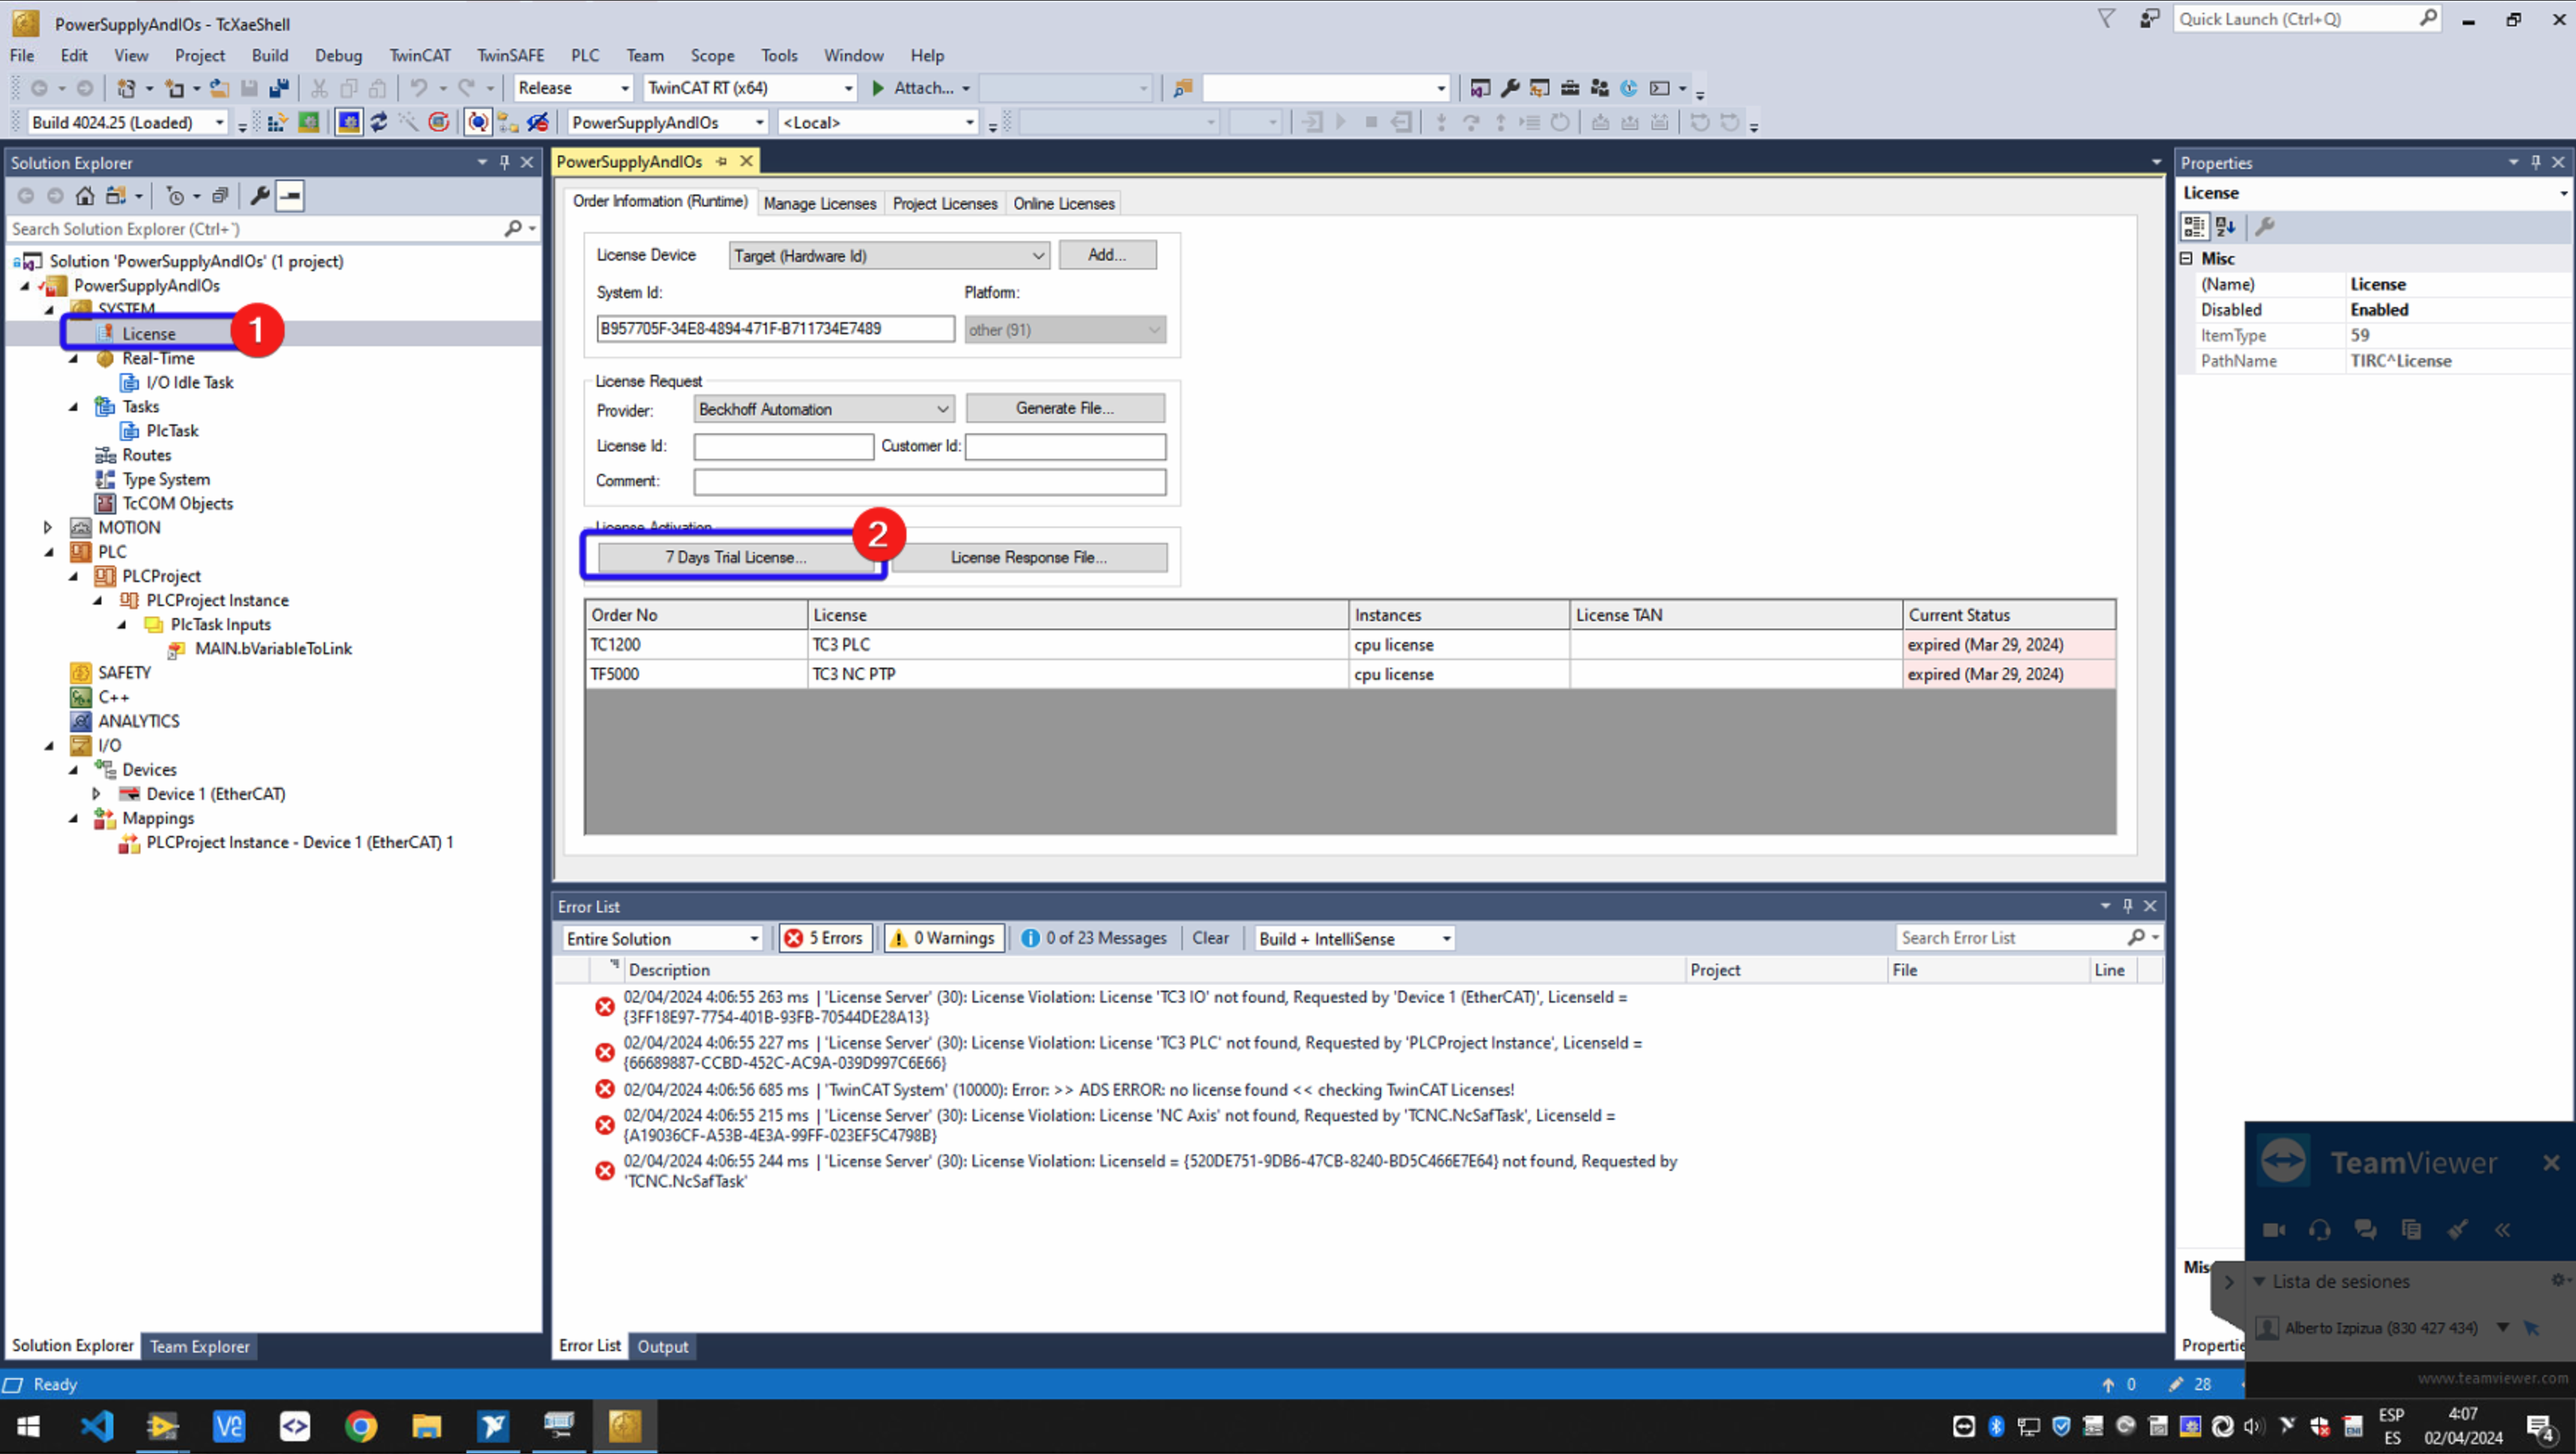 PowerSupplyAndIOs - TcXaeShell
Quick Launch (Ctrl+Q)
File Edit View Project Build Debug TwinCAT TwinSAFE PLC Team Scope Tools Window Help
Release TwinCAT RT (x64) Attach...
Build 4024.25 (Loaded) PowerSupplyAndIOs <Local>
Solution Explorer
Search Solution Explorer (Ctrl+¨)
Solution 'PowerSupplyAndIOs' (1 project)
PowerSupplyAndIOs
SYSTEM
License
1
Real-Time
I/O Idle Task
Tasks
PlcTask
Routes
Type System
TcCOM Objects
MOTION
PLC
PLCProject
PLCProject Instance
PlcTask Inputs
MAIN.bVariableToLink
SAFETY
C++
ANALYTICS
I/O
Devices
Device 1 (EtherCAT)
Mappings
PLCProject Instance - Device 1 (EtherCAT) 1
Solution Explorer Team Explorer
PowerSupplyAndIOs
Order Information (Runtime) Manage Licenses Project Licenses Online Licenses
License Device Target (Hardware Id) Add...
System Id: Platform:
B957705F-34E8-4894-471F-B711734E7489 other (91)
License Request
Provider: Beckhoff Automation Generate File...
License Id: Customer Id:
Comment:
License Activation
2
7 Days Trial License... License Response File...
Order No License Instances License TAN Current Status
TC1200 TC3 PLC cpu license expired (Mar 29, 2024)
TF5000 TC3 NC PTP cpu license expired (Mar 29, 2024)
Error List
Entire Solution 5 Errors 0 Warnings 0 of 23 Messages Clear Build + IntelliSense Search Error List
Description Project File Line
02/04/2024 4:06:55 263 ms | 'License Server' (30): License Violation: License 'TC3 IO' not found, Requested by 'Device 1 (EtherCAT)', LicenseId =
{3FF18E97-7754-401B-93FB-70544DE28A13}
02/04/2024 4:06:55 227 ms | 'License Server' (30): License Violation: License 'TC3 PLC' not found, Requested by 'PLCProject Instance', LicenseId =
{66689887-CCBD-452C-AC9A-039D997C6E66}
02/04/2024 4:06:56 685 ms | 'TwinCAT System' (10000): Error: >> ADS ERROR: no license found << checking TwinCAT Licenses!
02/04/2024 4:06:55 215 ms | 'License Server' (30): License Violation: License 'NC Axis' not found, Requested by 'TCNC.NcSafTask', LicenseId =
{A19036CF-A53B-4E3A-99FF-023EF5C4798B}
02/04/2024 4:06:55 244 ms | 'License Server' (30): License Violation: LicenseId = {520DE751-9DB6-47CB-8240-BD5C466E7E64} not found, Requested by
'TCNC.NcSafTask'
Error List Output
Properties
License
Misc
(Name) License
Disabled Enabled
ItemType 59
PathName TIRC^License
Mis
Propertie
TeamViewer
Lista de sesiones
Alberto Izpizua (830 427 434)
www.teamviewer.com
Ready
0 28
ESP
ES
4:07
02/04/2024
4